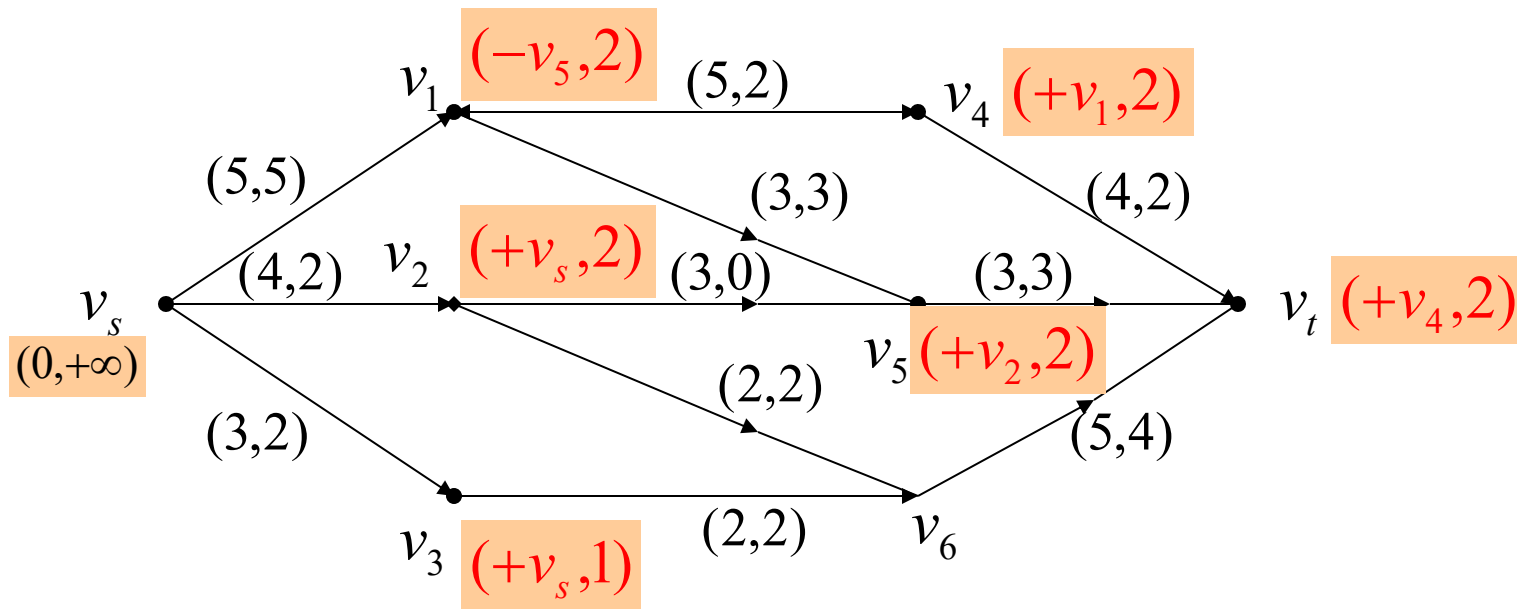 (−v₅,2)
v₁
(5,2)
v₄
(+v₁,2)
(5,5)
(3,3)
(4,2)
(+vₛ,2)
v₂
(4,2)
(3,0)
(3,3)
vₛ
vₜ
(+v₄,2)
(0,+∞)
v₅
(+v₂,2)
(2,2)
(3,2)
(5,4)
(2,2)
v₆
v₃
(+vₛ,1)